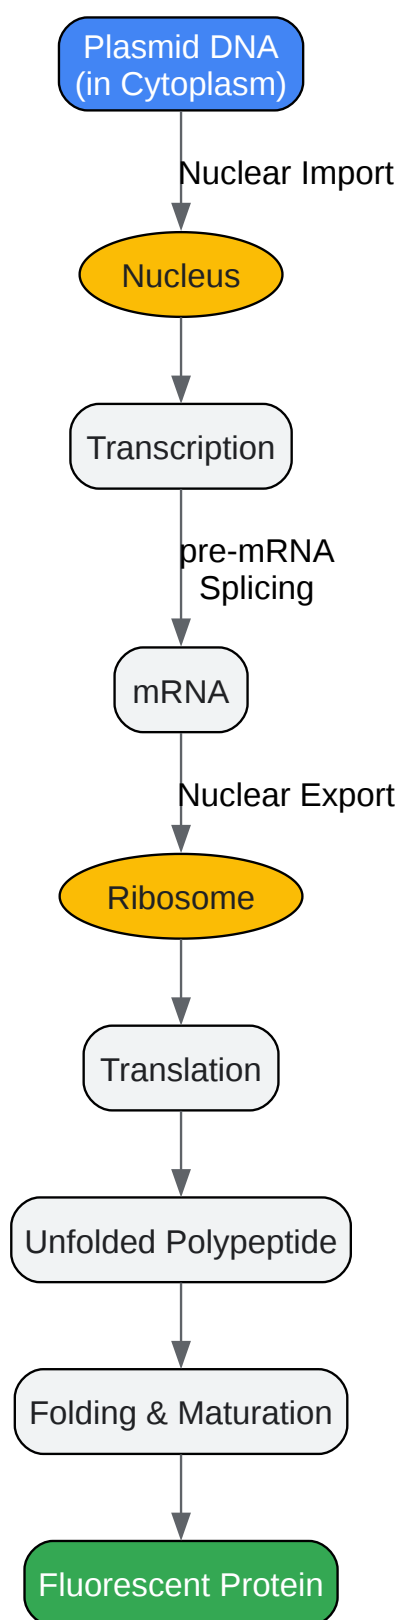 Plasmid DNA
(in Cytoplasm)
Nuclear Import
Nucleus
Transcription
pre-mRNA
Splicing
mRNA
Nuclear Export
Ribosome
Translation
Unfolded Polypeptide
Folding & Maturation
Fluorescent Protein